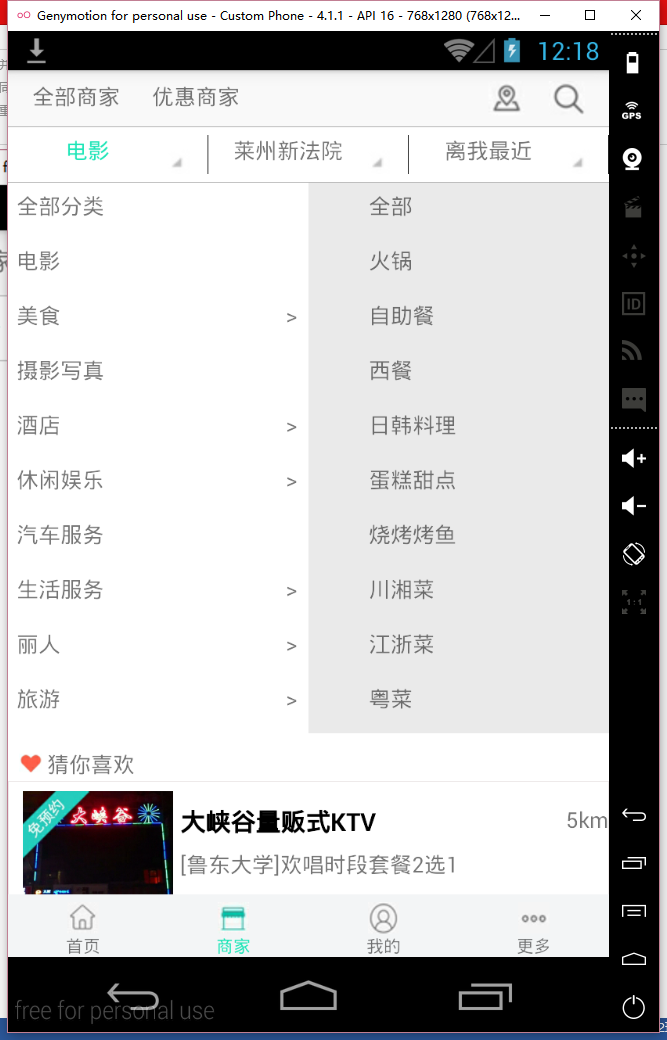 Genymotion for personal use - Custom Phone - 4.1.1 - API 16 - 768x1280 (768x12...
12:18
全部商家 优惠商家
GPS
电影 莱州新法院 离我最近
全部分类 全部
电影 火锅
ID
美食 > 自助餐
摄影写真 西餐
酒店 > 日韩料理
休闲娱乐 > 蛋糕甜点
汽车服务 烧烤烤鱼
生活服务 > 川湘菜
1:1
丽人 > 江浙菜
旅游 > 粤菜
猜你喜欢
免预约
大峡谷
大峡谷量贩式KTV 5km
[鲁东大学]欢唱时段套餐2选1
首页 商家 我的 更多
free for personal use